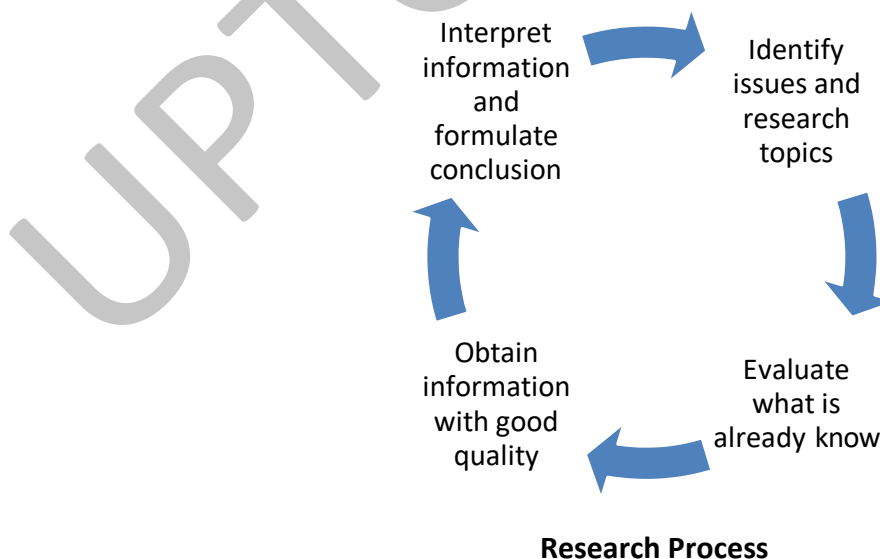 Interpret
information
and
formulate
conclusion
Identify
issues and
research
topics
Evaluate
what is
already know
Obtain
information
with good
quality
Research Process
UPT